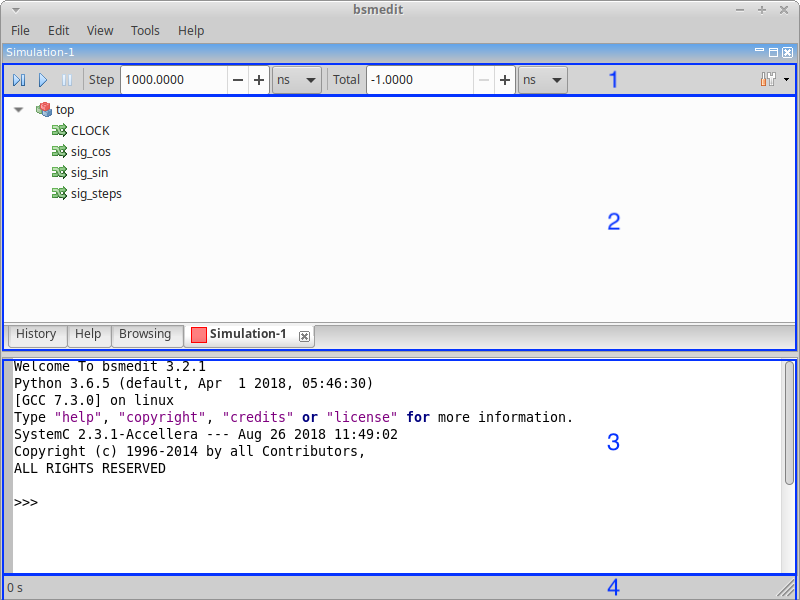 bsmedit
File Edit View Tools Help
Simulation-1
Step 1000.0000 ns Total -1.0000 ns 1
top
CLOCK
sig_cos
sig_sin
sig_steps
2
History Help Browsing Simulation-1
Welcome To bsmedit 3.2.1
Python 3.6.5 (default, Apr  1 2018, 05:46:30)
[GCC 7.3.0] on linux
Type "help", "copyright", "credits" or "license" for more information.
SystemC 2.3.1-Accellera --- Aug 26 2018 11:49:02
3
Copyright (c) 1996-2014 by all Contributors,
ALL RIGHTS RESERVED
>>>
0 s 4